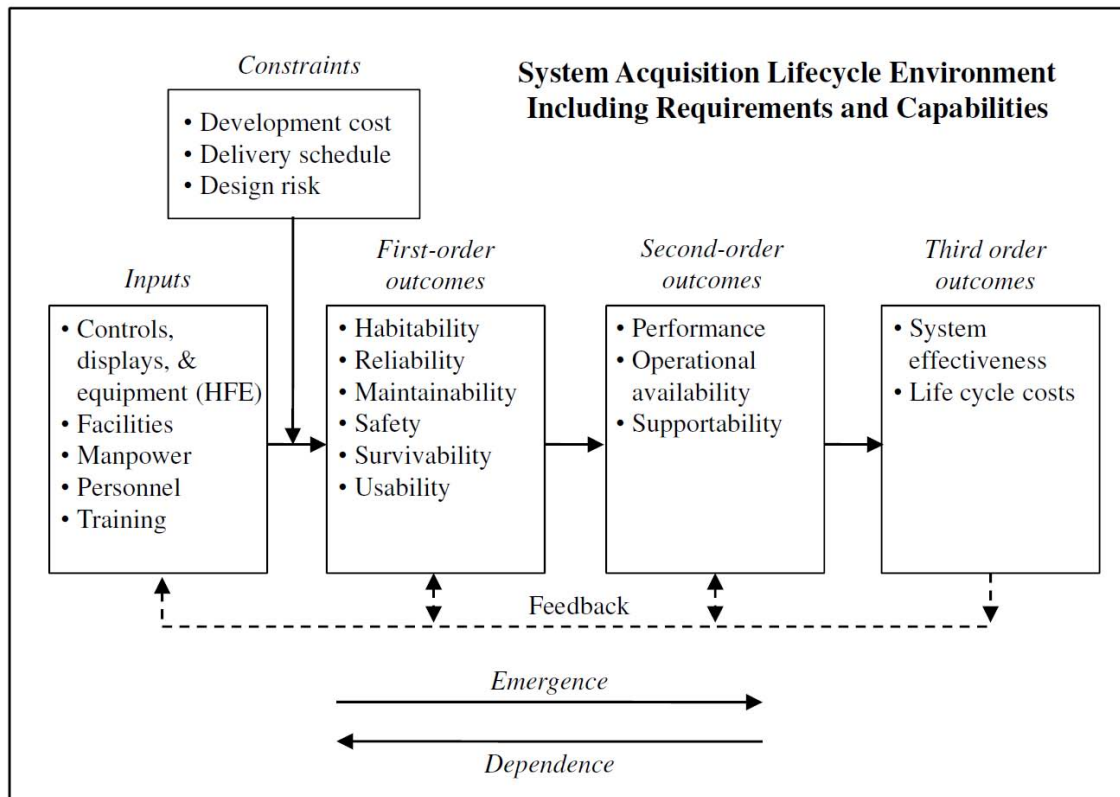 System Acquisition Lifecycle Environment
Including Requirements and Capabilities
Constraints
• Development cost
• Delivery schedule
• Design risk
Inputs
• Controls,
displays, &
equipment (HFE)
• Facilities
• Manpower
• Personnel
• Training
First-order
outcomes
• Habitability
• Reliability
• Maintainability
• Safety
• Survivability
• Usability
Second-order
outcomes
• Performance
• Operational
availability
• Supportability
Third order
outcomes
• System
effectiveness
• Life cycle costs
Feedback
Emergence
Dependence